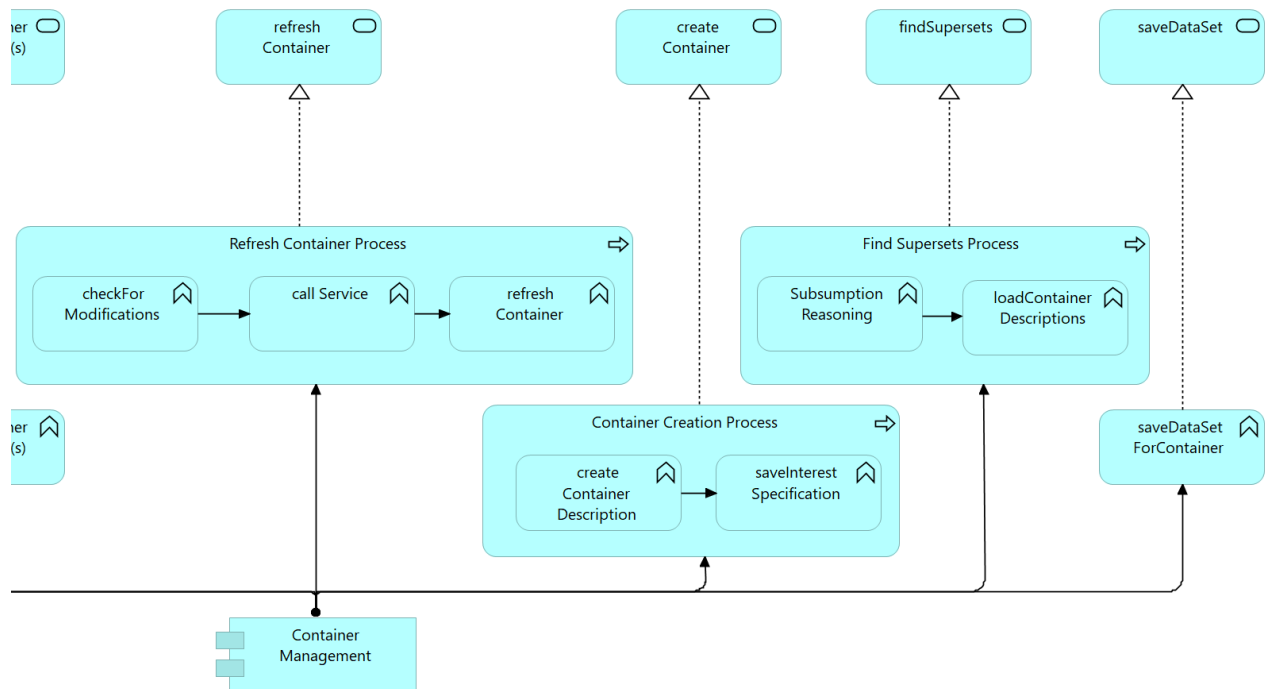 (s)
refresh
Container
create
Container
findSupersets
saveDataSet
Refresh Container Process
checkFor
Modifications
call Service
refresh
Container
Find Supersets Process
Subsumption
Reasoning
loadContainer
Descriptions
(s)
Container Creation Process
create
Container
Description
saveInterest
Specification
saveDataSet
ForContainer
Container
Management